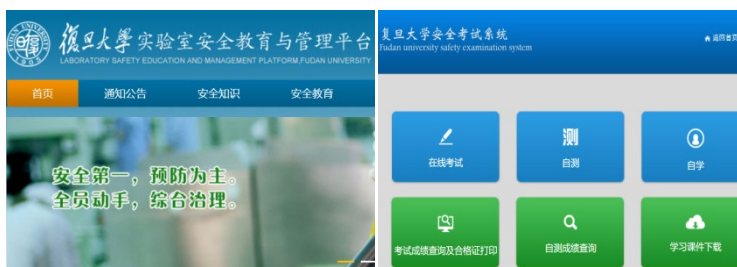 復旦大學实验室安全教育与管理平台
LABORATORY SAFETY EDUCATION AND MANAGEMENT PLATFORM,FUDAN UNIVERSITY
首页 通知公告 安全知识 安全教育
安全第一，预防为主。
全员动手，综合治理。
复旦大学安全考试系统
Fudan university safety examination system
返回首页
在线考试
测
自测
自学
考试成绩查询及合格证打印
自测成绩查询
学习课件下载